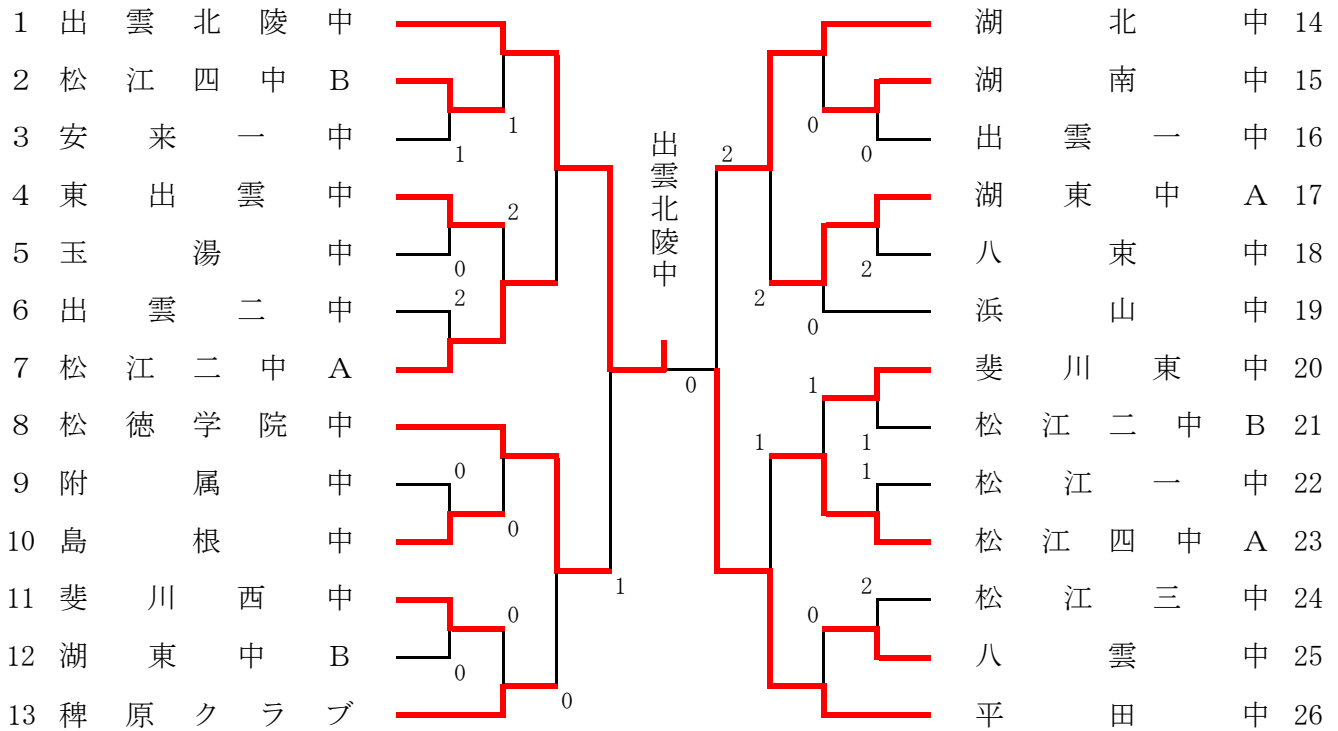 1 出雲北陵中
2 松江四中B
3 安来一中
4 東出雲中
5 玉湯中
6 出雲二中
7 松江二中A
8 松徳学院中
9 附属中
10 島根中
11 斐川西中
12 湖東中B
13 稗原クラブ
1
1
2
0
2
0
0
0
0
0
1
出雲北陵中
0
2
0
0
2
2
0
1
1
1
1
2
0
湖北中 14
湖南中 15
出雲一中 16
湖東中A 17
八束中 18
浜山中 19
斐川東中 20
松江二中B 21
松江一中 22
松江四中A 23
松江三中 24
八雲中 25
平田中 26